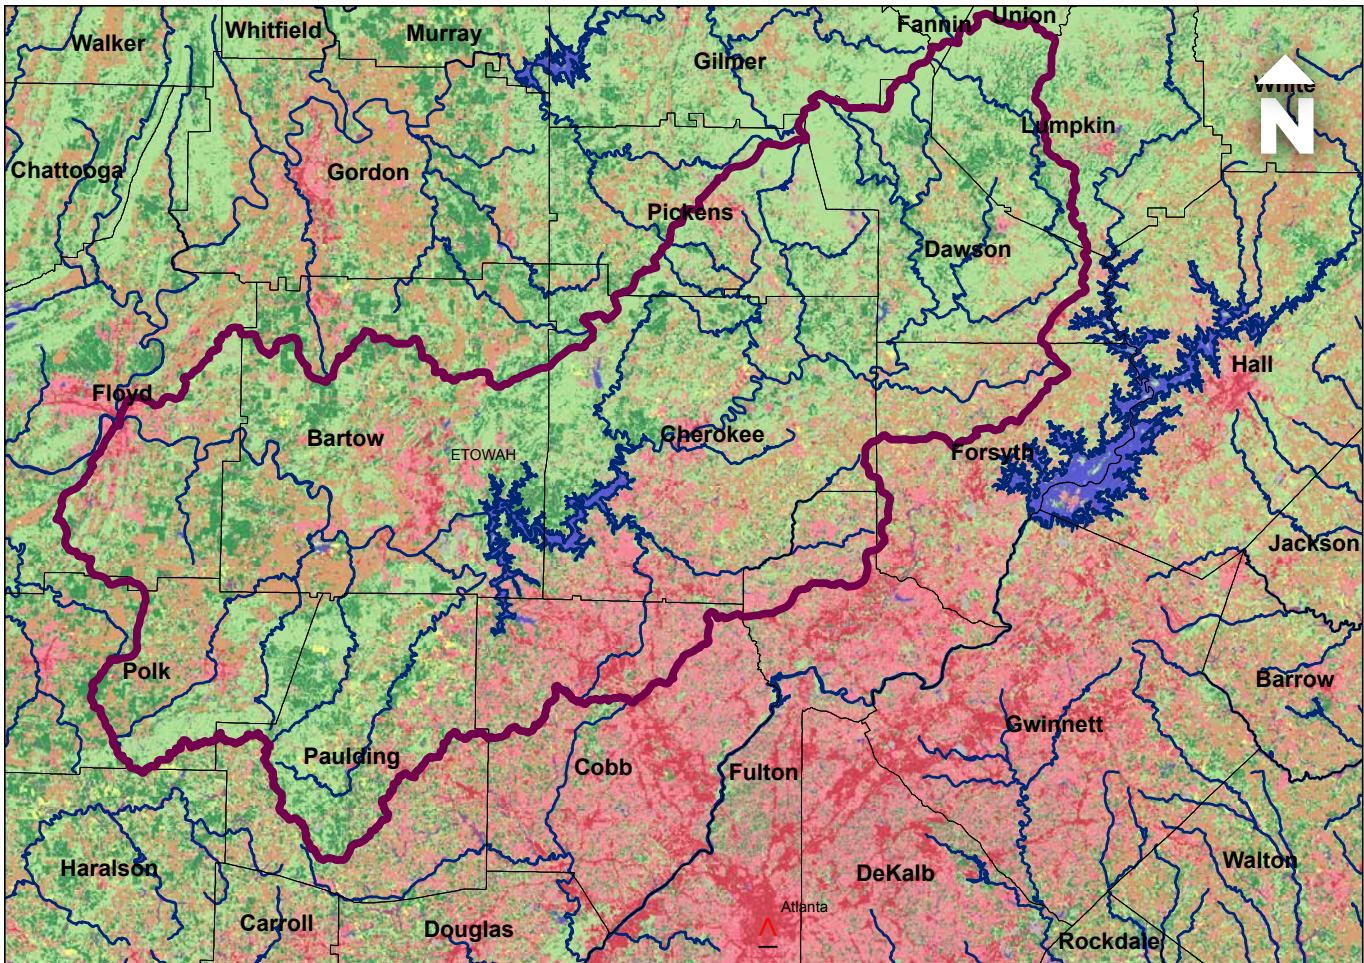 Union
Fannin
Whitfield
Murray
Walker
Gilmer
White
N
Lumpkin
Chattooga
Gordon
Pickens
Dawson
Hall
Floyd
Cherokee
Bartow
Forsyth
ETOWAH
Jackson
Polk
Barrow
Gwinnett
Paulding
Cobb
Fulton
Walton
Haralson
DeKalb
Atlanta
Carroll
Douglas
Rockdale